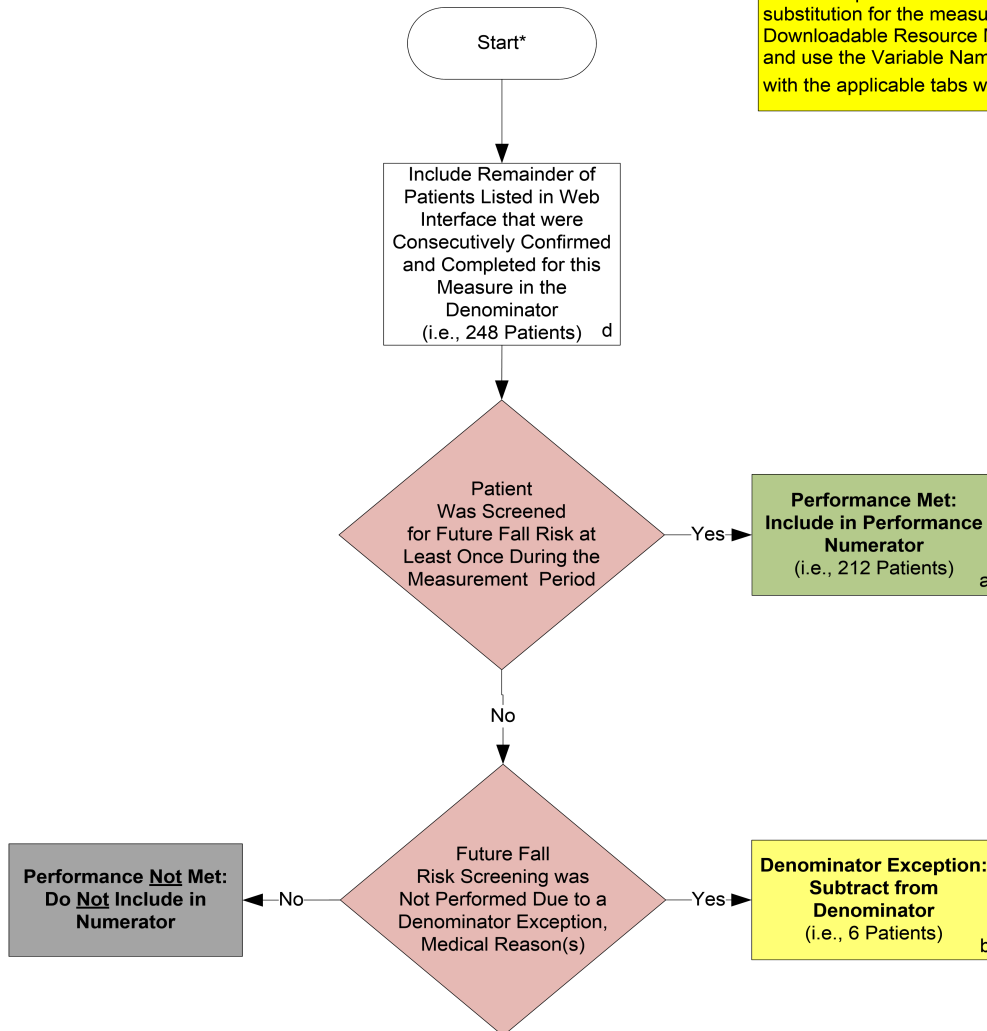 substitution for the
Downloadable Resource
and use the Variable
with the applicable tabs
Start*
Include Remainder of
Patients Listed in Web
Interface that were
Consecutively Confirmed
and Completed for this
Measure in the
Denominator
(i.e., 248 Patients) d
Patient
Was Screened
for Future Fall Risk at
Least Once During the
Measurement Period
Yes
Performance Met:
Include in Performance
Numerator
(i.e., 212 Patients)
a
No
Future Fall
Risk Screening was
Not Performed Due to a
Denominator Exception,
Medical Reason(s)
Yes
Denominator Exception:
Subtract from
Denominator
(i.e., 6 Patients)
b
No
Performance Not Met:
Do Not Include in
Numerator